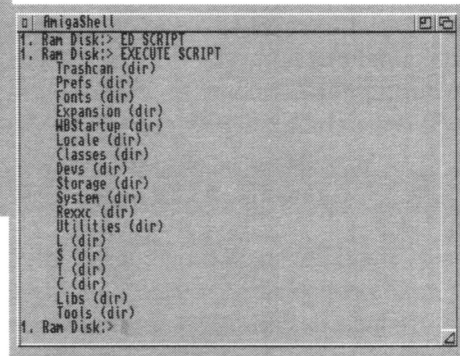 AmigaShell
1. Ram Disk:> ED SCRIPT
1. Ram Disk:> EXECUTE SCRIPT
Trashcan (dir)
Prefs (dir)
Fonts (dir)
Expansion (dir)
WBStartup (dir)
Locale (dir)
Classes (dir)
Devs (dir)
Storage (dir)
System (dir)
Rexxc (dir)
Utilities (dir)
L (dir)
S (dir)
T (dir)
C (dir)
Libs (dir)
Tools (dir)
1. Ram Disk:>